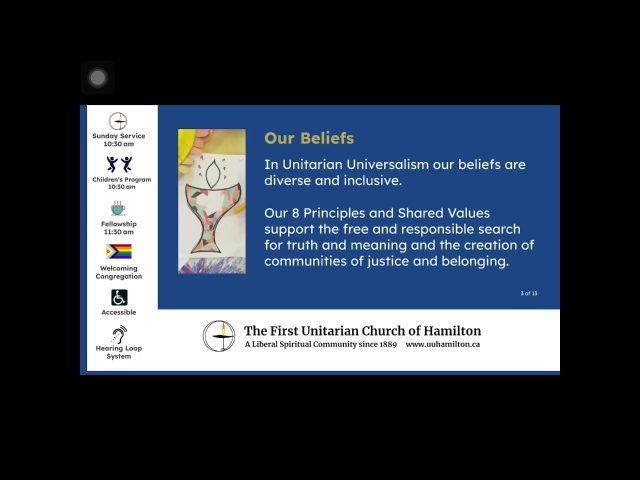 Sunday Service
10:30 am
Children's Program
10:30 am
Fellowship
11:30 am
Welcoming
Congregation
Accessible
Hearing Loop
System
Our Beliefs
In Unitarian Universalism our beliefs are
diverse and inclusive.
Our 8 Principles and Shared Values
support the free and responsible search
for truth and meaning and the creation of
communities of justice and belonging.
3 of 13
The First Unitarian Church of Hamilton
A Liberal Spiritual Community since 1889 www.uuhamilton.ca